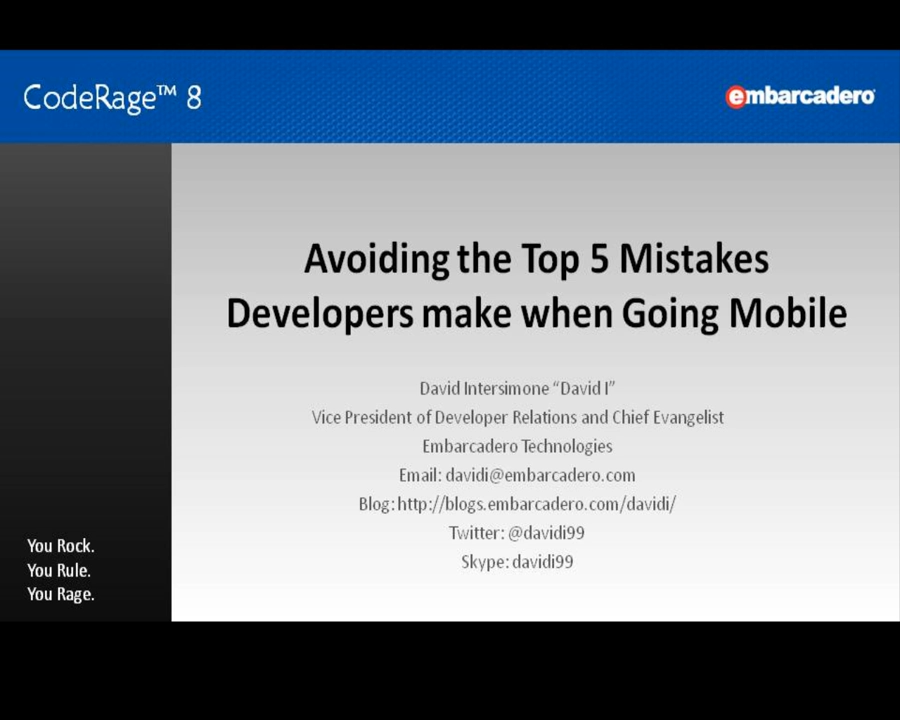 CodeRage™ 8
embarcadero
Avoiding the Top 5 Mistakes
Developers make when Going Mobile
David Intersimone “David I”
Vice President of Developer Relations and Chief Evangelist
Embarcadero Technologies
Email: davidi@embarcadero.com
Blog: http://blogs.embarcadero.com/davidi/
Twitter: @davidi99
Skype: davidi99
You Rock.
You Rule.
You Rage.